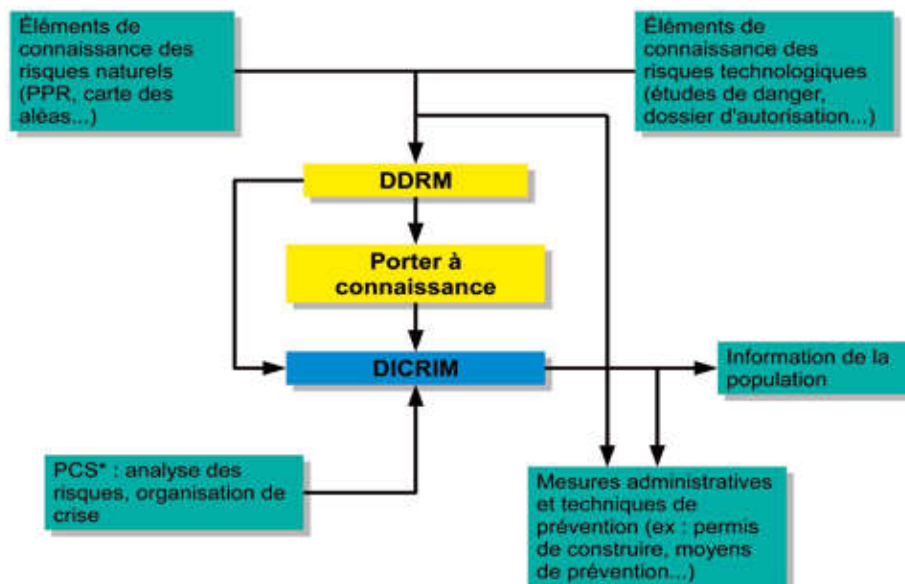 Éléments de
connaissance des
risques naturels
(PPR, carte des
aléas...)
Éléments de
connaissance des
risques technologiques
(études de danger,
dossier d'autorisation...)
DDRM
Porter à
connaissance
DICRIM
Information de la
population
PCS* : analyse des
risques, organisation de
crise
Mesures administratives
et techniques de
prévention (ex : permis
de construire, moyens
de prévention...)